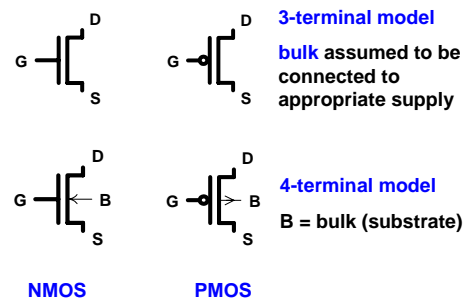 D
D
3-terminal model
G
G
bulk assumed to be
connected to
appropriate supply
S
S
D
D
G
B
G
B
4-terminal model
B = bulk (substrate)
S
S
NMOS
PMOS